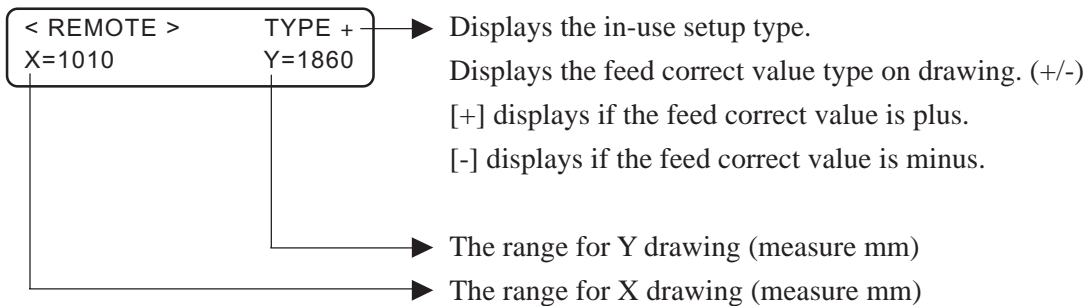 < REMOTE > TYPE +
X=1010 Y=1860
Displays the in-use setup type.
Displays the feed correct value type on drawing. (+/-)
[+] displays if the feed correct value is plus.
[-] displays if the feed correct value is minus.
The range for Y drawing (measure mm)
The range for X drawing (measure mm)